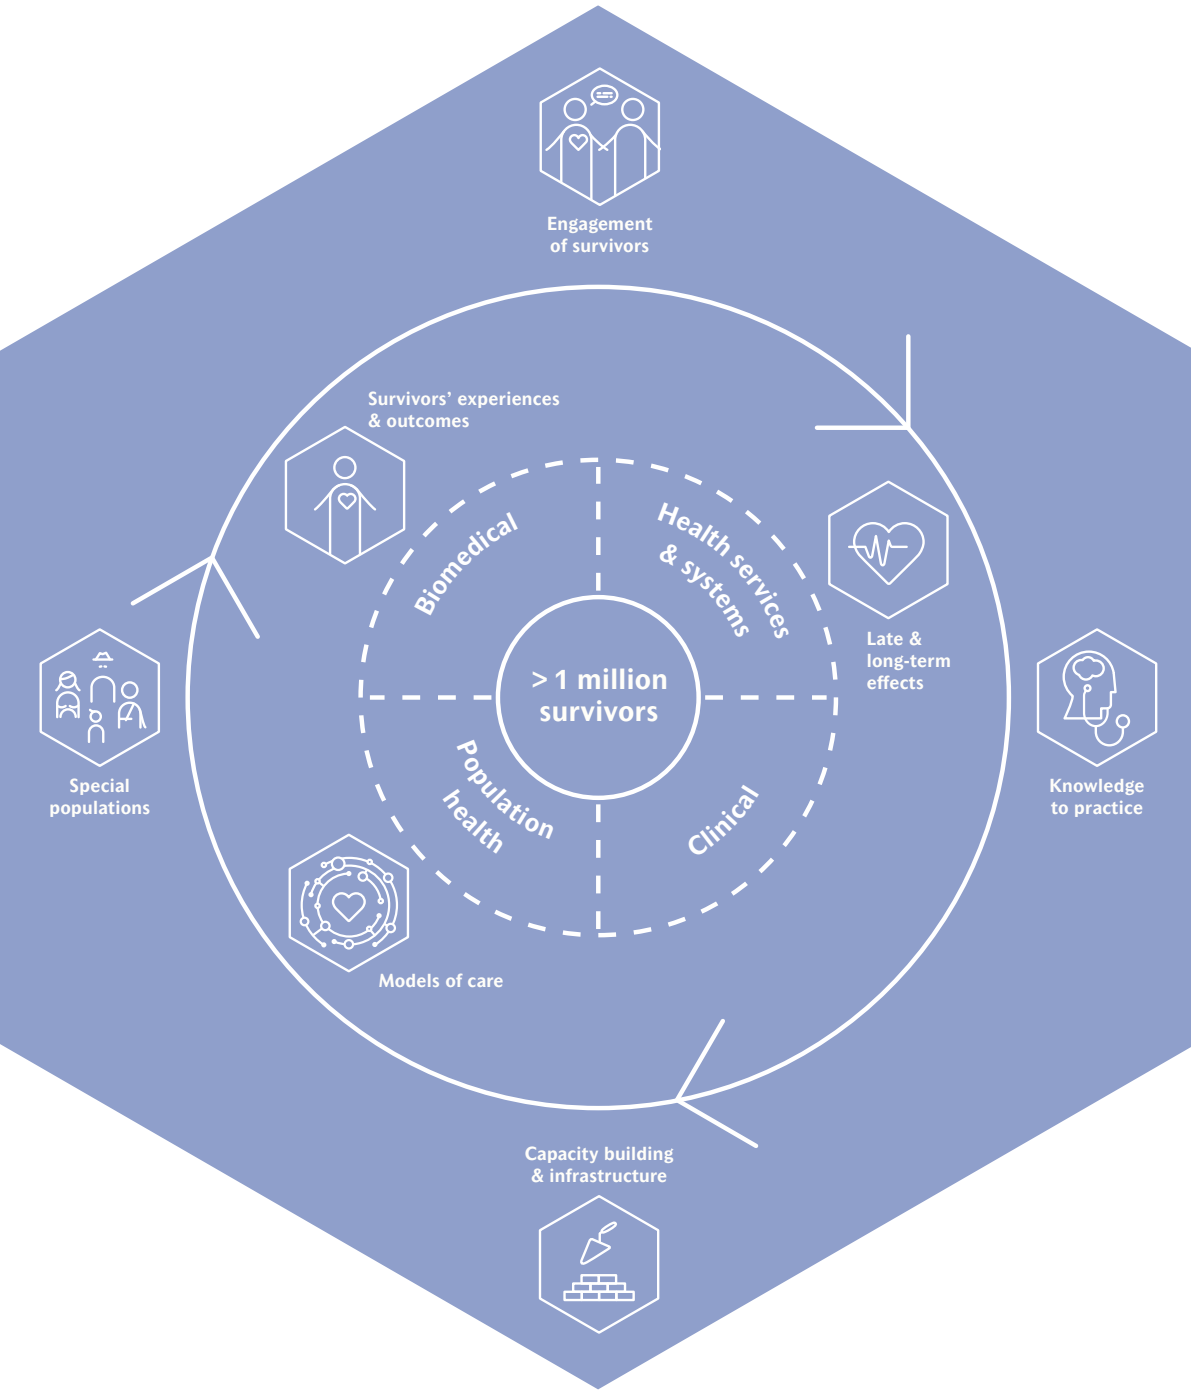 Engagement
of survivors
Survivors’ experiences
& outcomes
Biomedical
Health services
& systems
Late &
long-term
effects
> 1 million
survivors
Special
populations
Knowledge
to practice
Population
health
Clinical
Models of care
Capacity building
& infrastructure